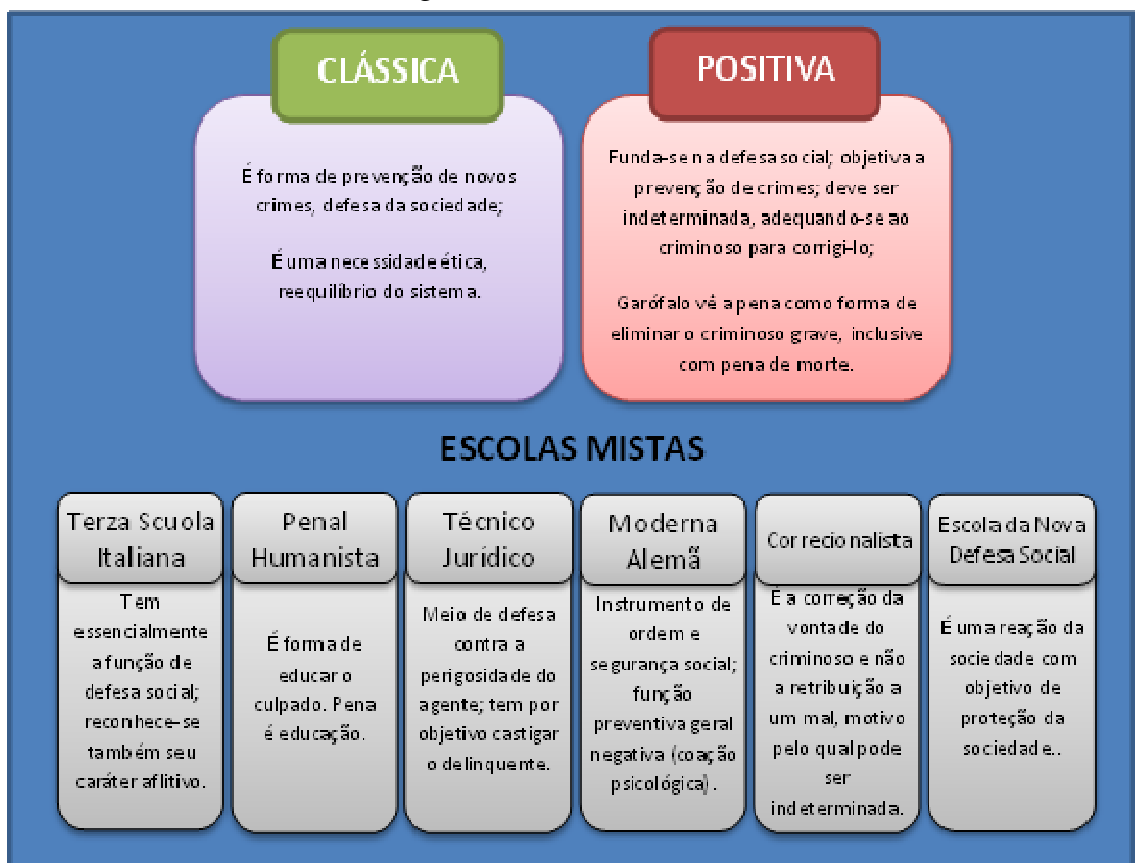 CLÁSSICA
É forma de prevenção de novos
crimes, defesa da sociedade;
É uma necessidade ética,
reequilíbrio do sistema.
POSITIVA
Funda-se na defesa social; objetiva a
prevenção de crimes; deve ser
indeterminada, adequando-se ao
criminoso para corrigi-lo;
Garófalo vê a pena como forma de
eliminar o criminoso grave, inclusive
com pena de morte.
ESCOLAS MISTAS
Terza Scuola
Italiana
Tem
essencialmente
a função de
defesa social;
reconhece-se
também seu
caráter aflitivo.
Penal
Humanista
É forma de
educar o
culpado. Pena
é educação.
Técnico
Jurídico
Meio de defesa
contra a
perigosidade do
agente; tem por
objetivo castigar
o delinquente.
Moderna
Alemã
Instrumento de
ordem e
segurança social;
função
preventiva geral
negativa (coação
psicológica).
Correcionalista
É a correção da
vontade do
criminoso e não
a retribuição a
um mal, motivo
pelo qual pode
ser
indeterminada.
Escola da Nova
Defesa Social
É uma reação da
sociedade com
objetivo de
proteção da
sociedade..